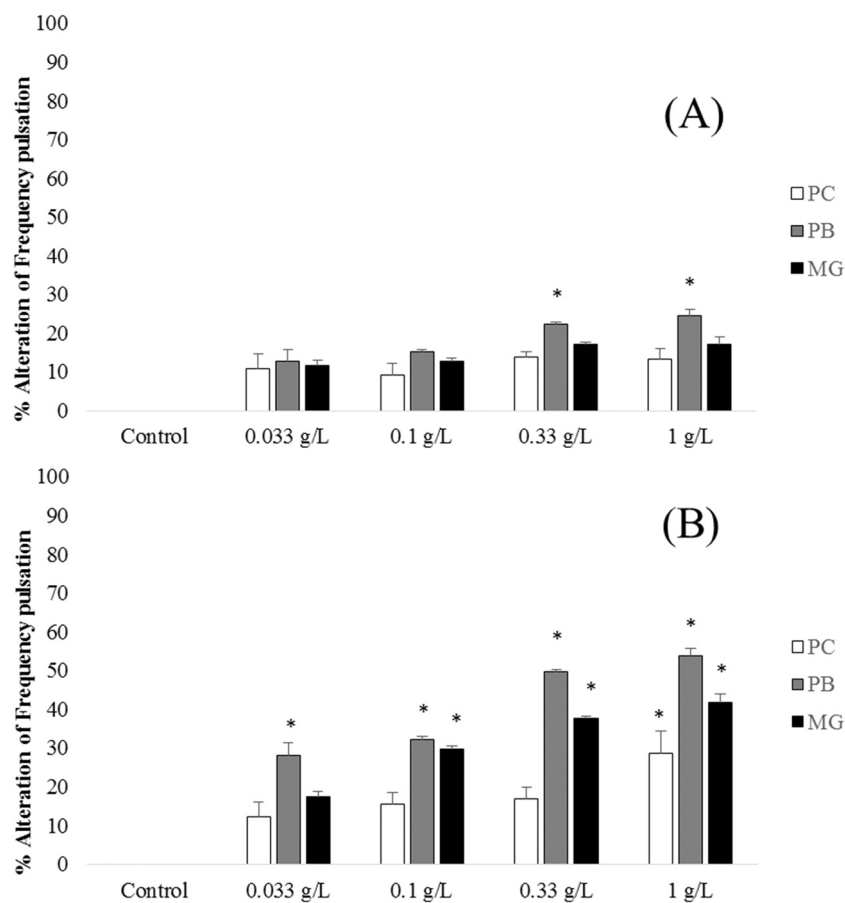 % Alteration of Frequency pulsation
100
90
80
70
60
50
40
30
20
10
0
(A)
* *
PC
PB
MG
Control 0.033 g/L 0.1 g/L 0.33 g/L 1 g/L
% Alteration of Frequency pulsation
100
90
80
70
60
50
40
30
20
10
0
(B)
* * * * * * * *
PC
PB
MG
Control 0.033 g/L 0.1 g/L 0.33 g/L 1 g/L